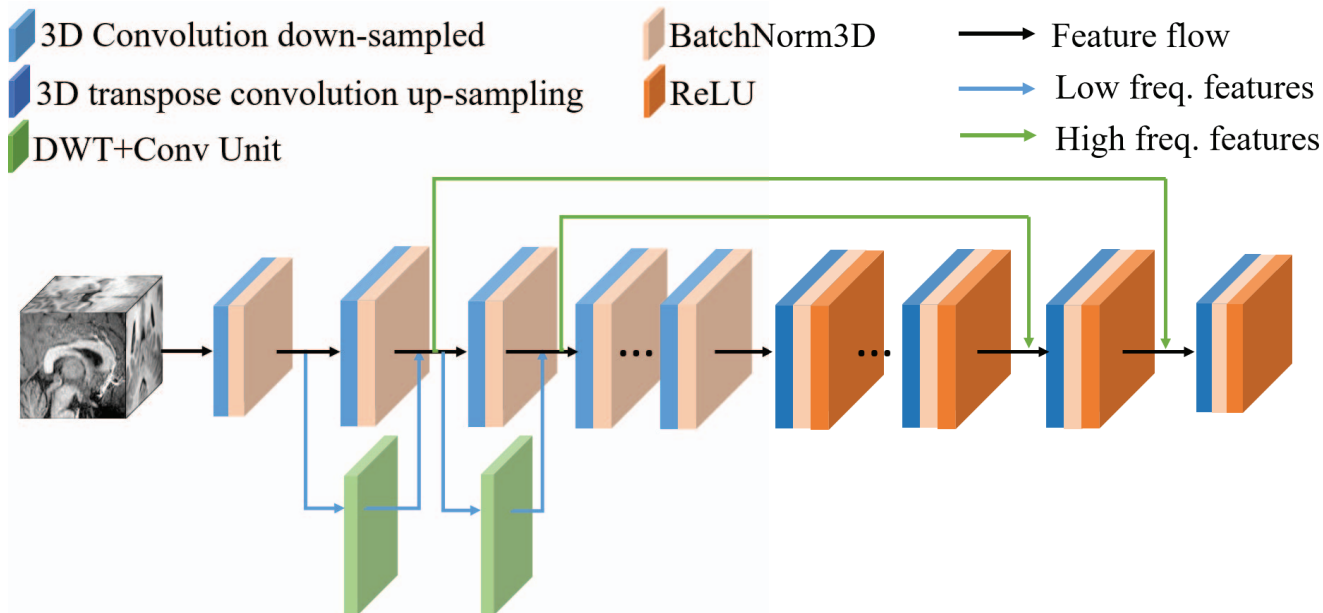 3D Convolution down-sampled
3D transpose convolution up-sampling
DWT+Conv Unit
BatchNorm3D
ReLU
Feature flow
Low freq. features
High freq. features
...
...